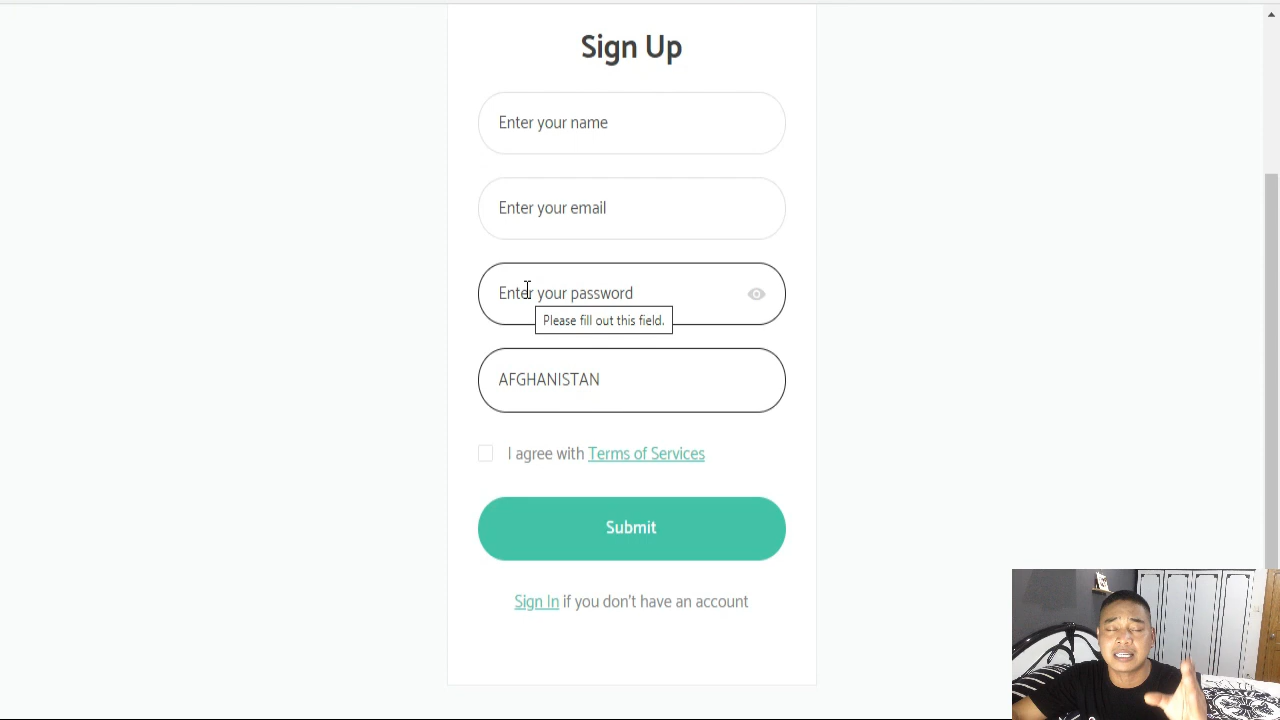 Sign Up
Enter your name
Enter your email
Enter your password
Please fill out this field.
AFGHANISTAN
I agree with Terms of Services
Submit
Sign In if you don't have an account